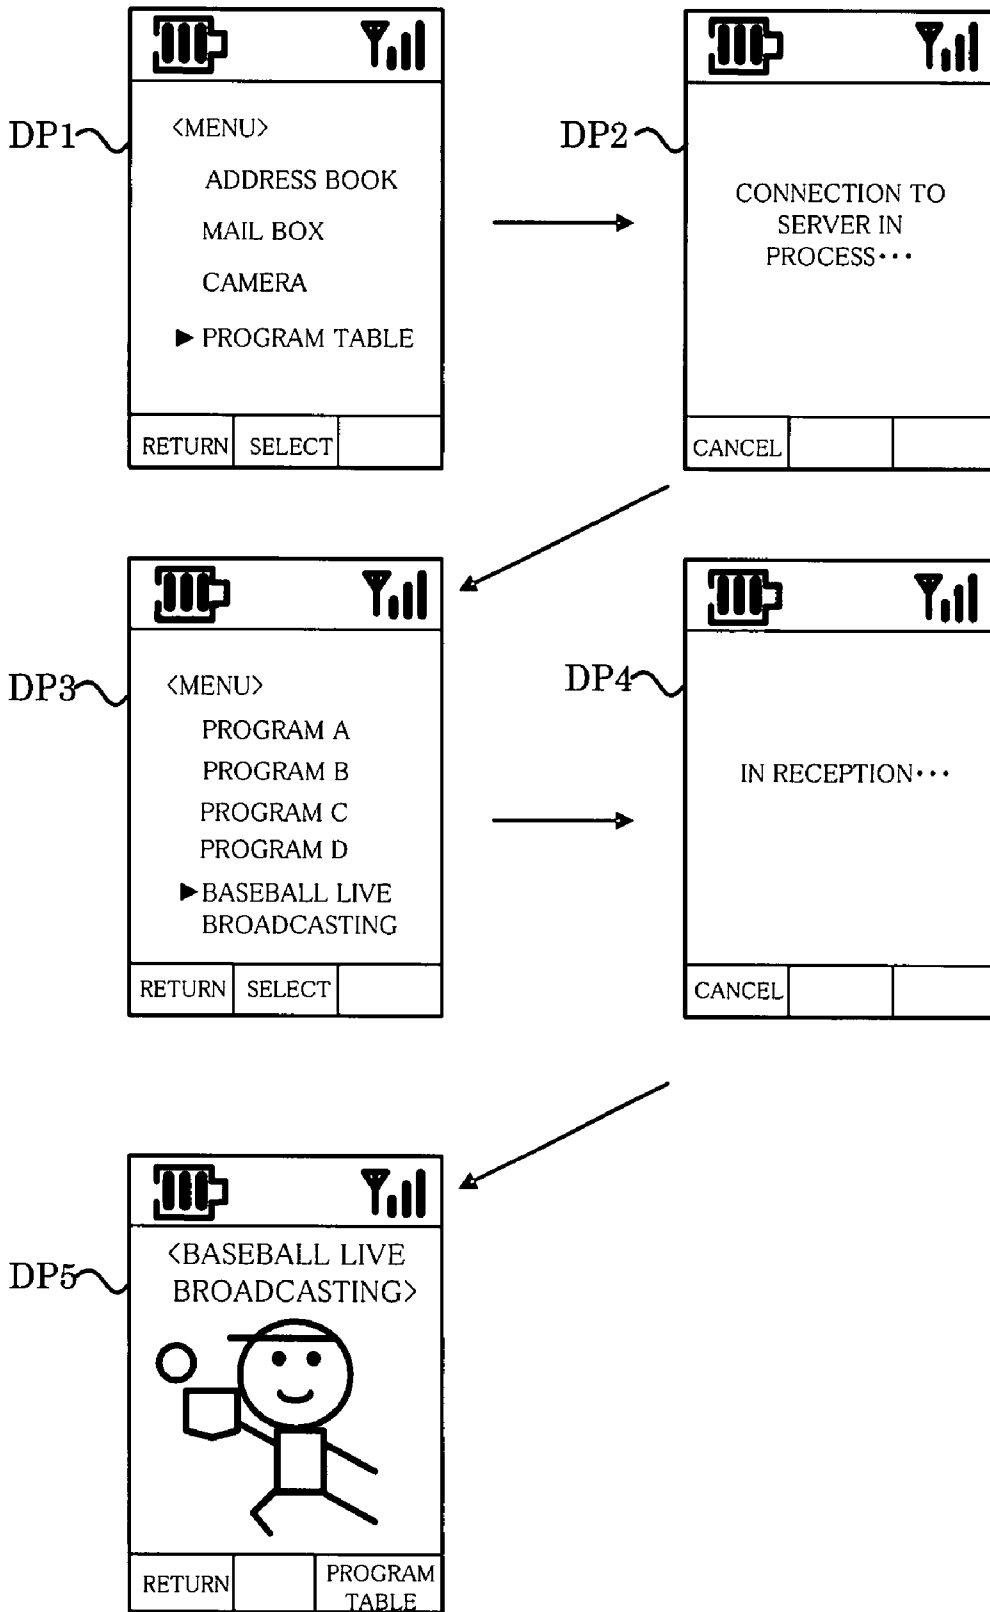 DP1
<MENU>
ADDRESS BOOK
MAIL BOX
CAMERA
▶ PROGRAM TABLE
RETURN SELECT
DP2
CONNECTION TO
SERVER IN
PROCESS···
CANCEL
DP3
<MENU>
PROGRAM A
PROGRAM B
PROGRAM C
PROGRAM D
▶ BASEBALL LIVE
BROADCASTING
RETURN SELECT
DP4
IN RECEPTION···
CANCEL
DP5
<BASEBALL LIVE
BROADCASTING>
RETURN PROGRAM
TABLE